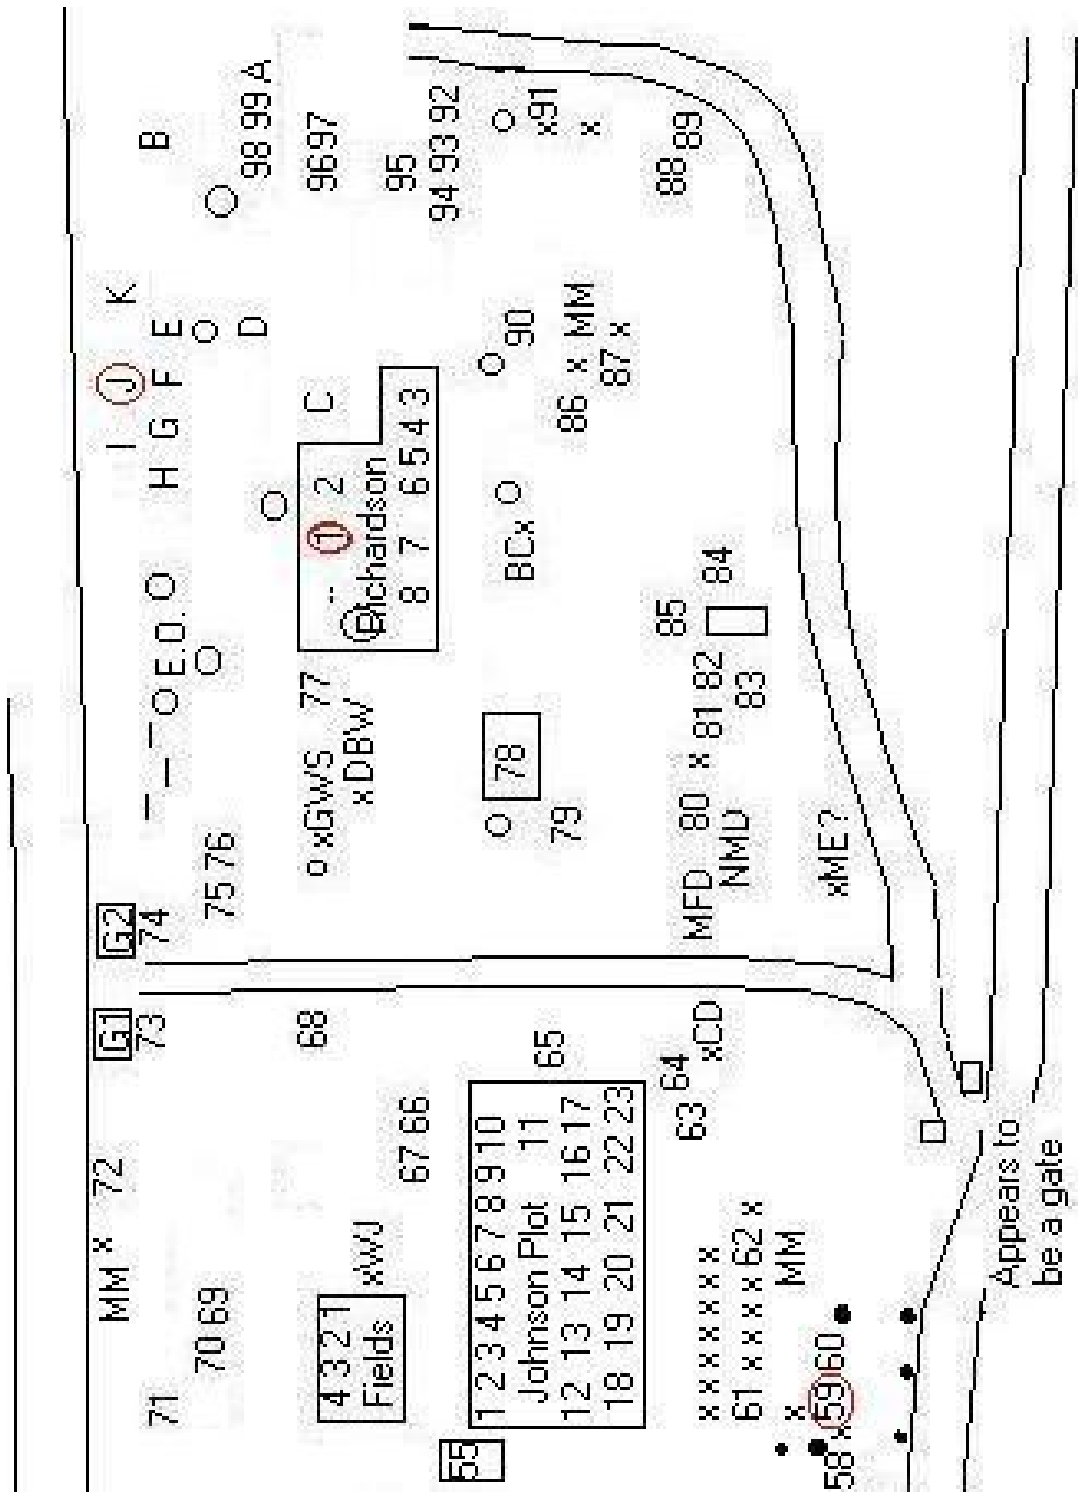 MM x 72 G1 G2 I J K
71 73 74 H G F E B
E.O.
70 69 75 76 D 98 99 A
68 xGWS 77 1 2 C 96 97
4 3 2 1
Fields
xWJ xDBW Richardson
95
67 66 8 7 6 5 4 3
94 93 92
55
1 2 3 4 5 6 7 8 9 10
78 BCx 90
Johnson Plot 11 x91
65 79
12 13 14 15 16 17 86 x MM
x
18 19 20 21 22 23 87 x
64 85 88
63 MFD 80 x 89
xCD 81 82 84
x x x x x x x
NMD 83
61 x x x x 62 x
MM
x
58 x 59 60
xME?
Appears to
be a gate